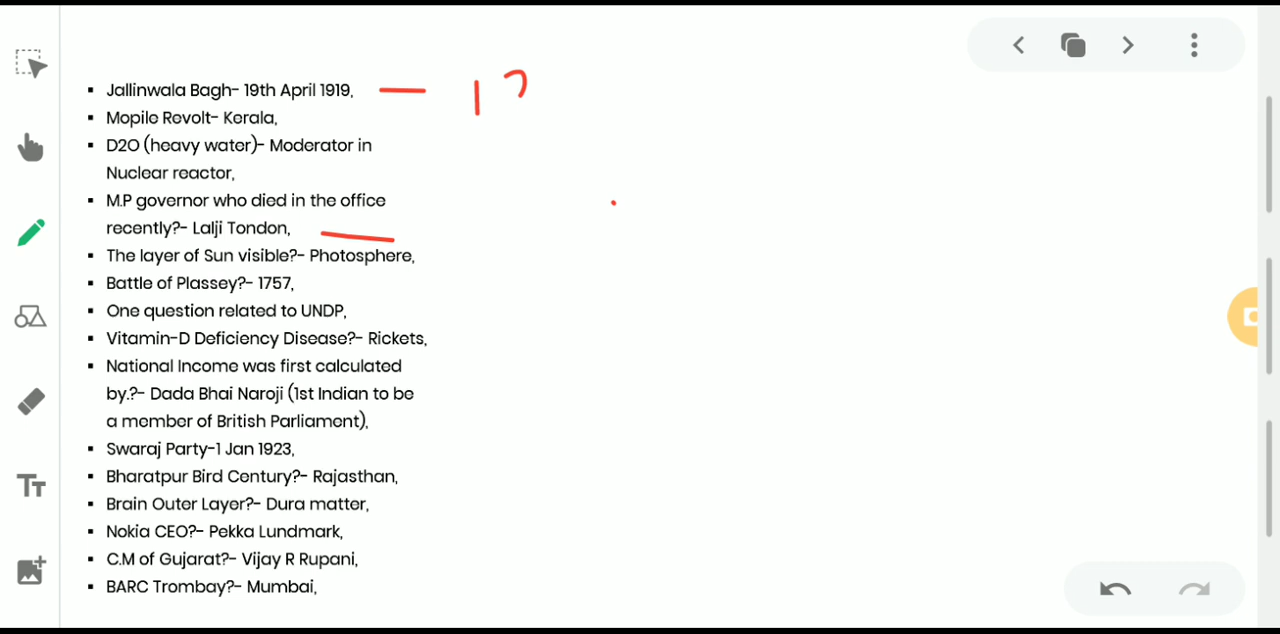 ▪ Jallinwala Bagh- 19th April 1919,
▪ Mopile Revolt- Kerala,
▪ D2O (heavy water)- Moderator in
Nuclear reactor,
▪ M.P governor who died in the office
recently?- Lalji Tondon,
▪ The layer of Sun visible?- Photosphere,
▪ Battle of Plassey?- 1757,
▪ One question related to UNDP,
▪ Vitamin-D Deficiency Disease?- Rickets,
▪ National Income was first calculated
by.?- Dada Bhai Naroji (1st Indian to be
a member of British Parliament),
▪ Swaraj Party-1 Jan 1923,
▪ Bharatpur Bird Century?- Rajasthan,
▪ Brain Outer Layer?- Dura matter,
▪ Nokia CEO?- Pekka Lundmark,
▪ C.M of Gujarat?- Vijay R Rupani,
▪ BARC Trombay?- Mumbai,
Tт